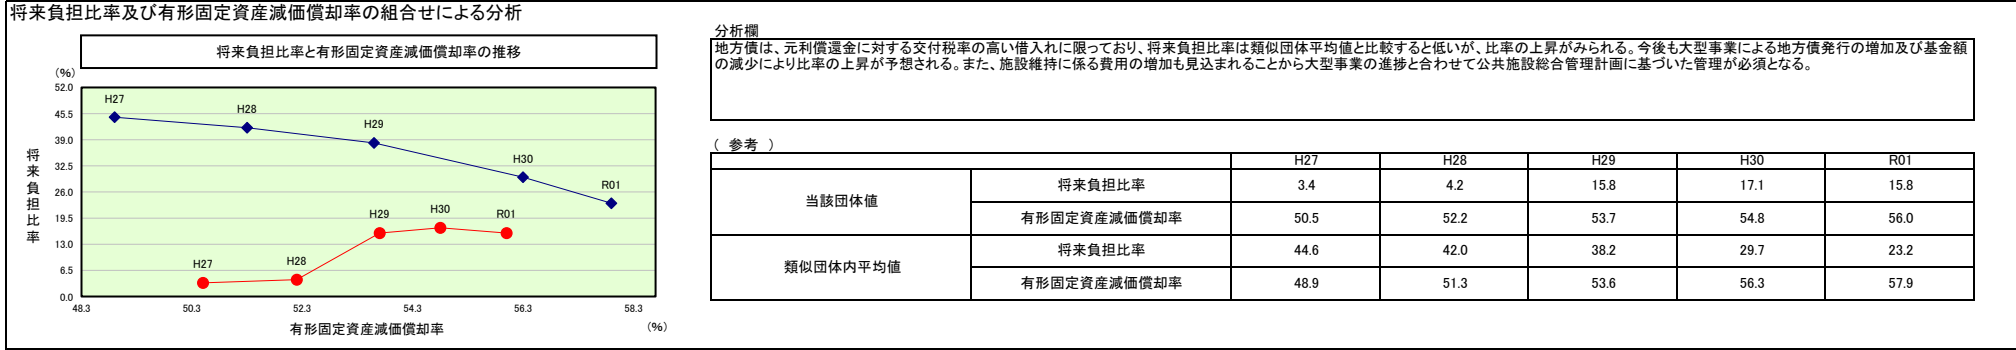 将来負担比率及び有形固定資産減価償却率の組合せによる分析
将来負担比率と有形固定資産減価償却率の推移
(%)
52.0
45.5
39.0
32.5
26.0
19.5
13.0
6.5
0.0
将来負担比率
H27
H28
H29
H30
R01
H27
H28
H29
H30
R01
48.3 50.3 52.3 54.3 56.3 58.3
有形固定資産減価償却率
(%)
分析欄
地方債は、元利償還金に対する交付税率の高い借入れに限っており、将来負担比率は類似団体平均値と比較すると低いが、比率の上昇がみられる。今後も大型事業による地方債発行の増加及び基金額
の減少により比率の上昇が予想される。また、施設維持に係る費用の増加も見込まれることから大型事業の進捗と合わせて公共施設総合管理計画に基づいた管理が必須となる。
( 参考 )
H27 H28 H29 H30 R01
当該団体値
将来負担比率 3.4 4.2 15.8 17.1 15.8
有形固定資産減価償却率 50.5 52.2 53.7 54.8 56.0
類似団体内平均値
将来負担比率 44.6 42.0 38.2 29.7 23.2
有形固定資産減価償却率 48.9 51.3 53.6 56.3 57.9